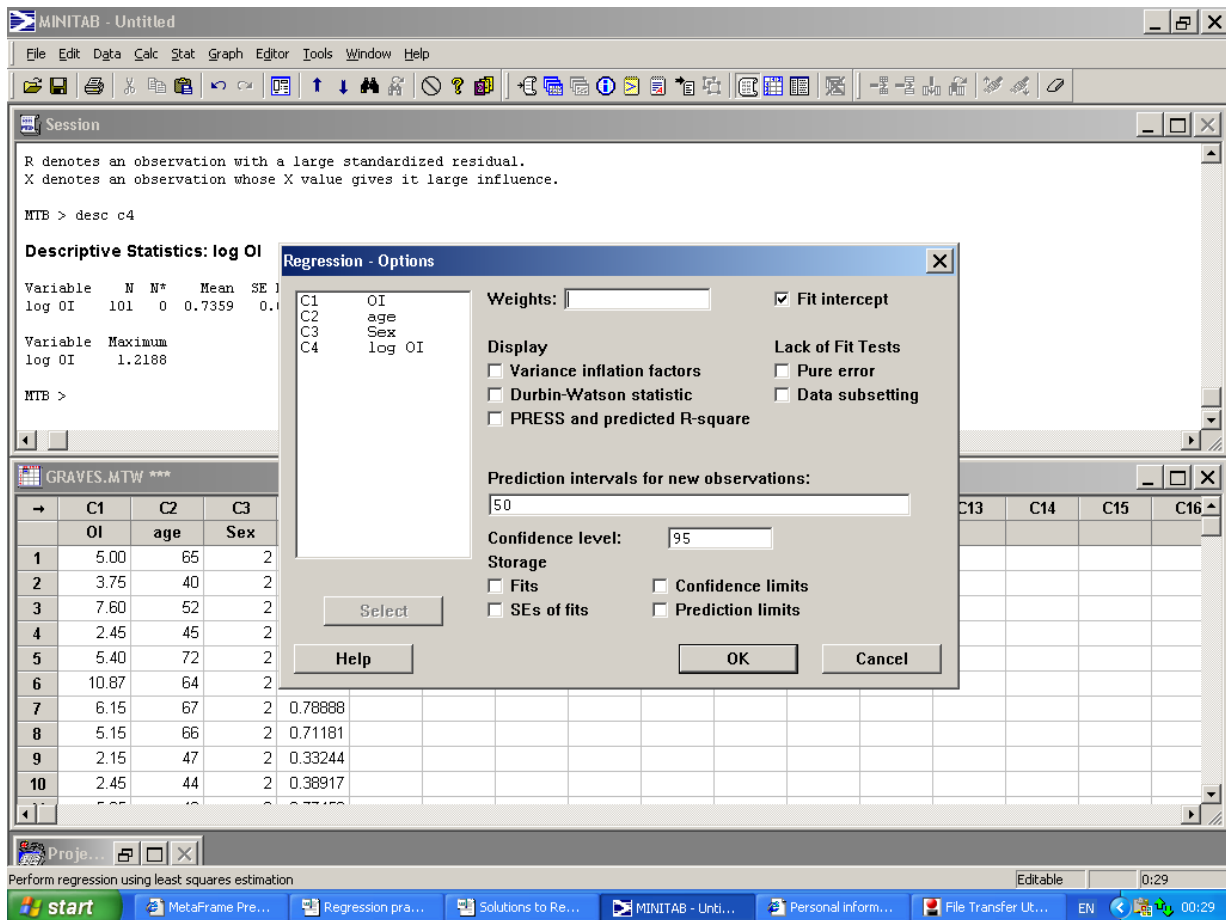 MINITAB - Untitled
File Edit Data Calc Stat Graph Editor Tools Window Help
Session
R denotes an observation with a large standardized residual.
X denotes an observation whose X value gives it large influence.
MTB > desc c4
Descriptive Statistics: log OI
Variable N N* Mean SE
log OI 101 0 0.7359
Variable Maximum
log OI 1.2188
MTB >
Regression - Options
C1 OI
C2 age
C3 Sex
C4 log OI
Weights:
Fit intercept
Display
Lack of Fit Tests
Variance inflation factors
Pure error
Durbin-Watson statistic
Data subsetting
PRESS and predicted R-square
Prediction intervals for new observations:
50
Confidence level: 95
Storage
Fits
Confidence limits
SEs of fits
Prediction limits
Select
Help
OK
Cancel
GRAVES.MTW ***
C1 C2 C3 C13 C14 C15 C16
OI age Sex
1 5.00 65 2
2 3.75 40 2
3 7.60 52 2
4 2.45 45 2
5 5.40 72 2
6 10.87 64 2
7 6.15 67 2 0.78888
8 5.15 66 2 0.71181
9 2.15 47 2 0.33244
10 2.45 44 2 0.38917
Proje...
Perform regression using least squares estimation
Editable
0:29
start
MetaFrame Pre...
Regression pra...
Solutions to Re...
MINITAB - Unti...
Personal inform...
File Transfer Ut...
EN
00:29